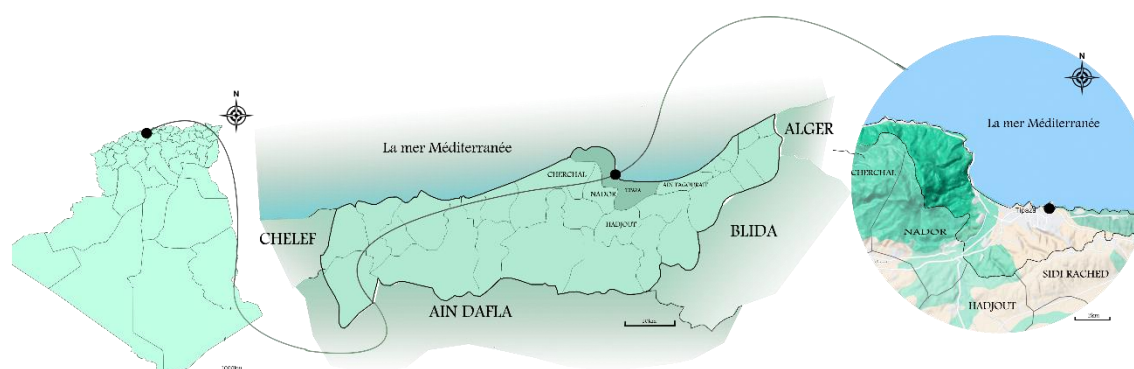 N
La mer Méditerranée
CHERCHAL
NADOR
TIPAZA
AIN TAGOURAIT
HADJOUT
ALGER
BLIDA
CHELEF
AIN DAFLA
10km
N
La mer Méditerranée
CHERCHAL
Tipaza
NADOR
SIDI RACHED
HADJOUT